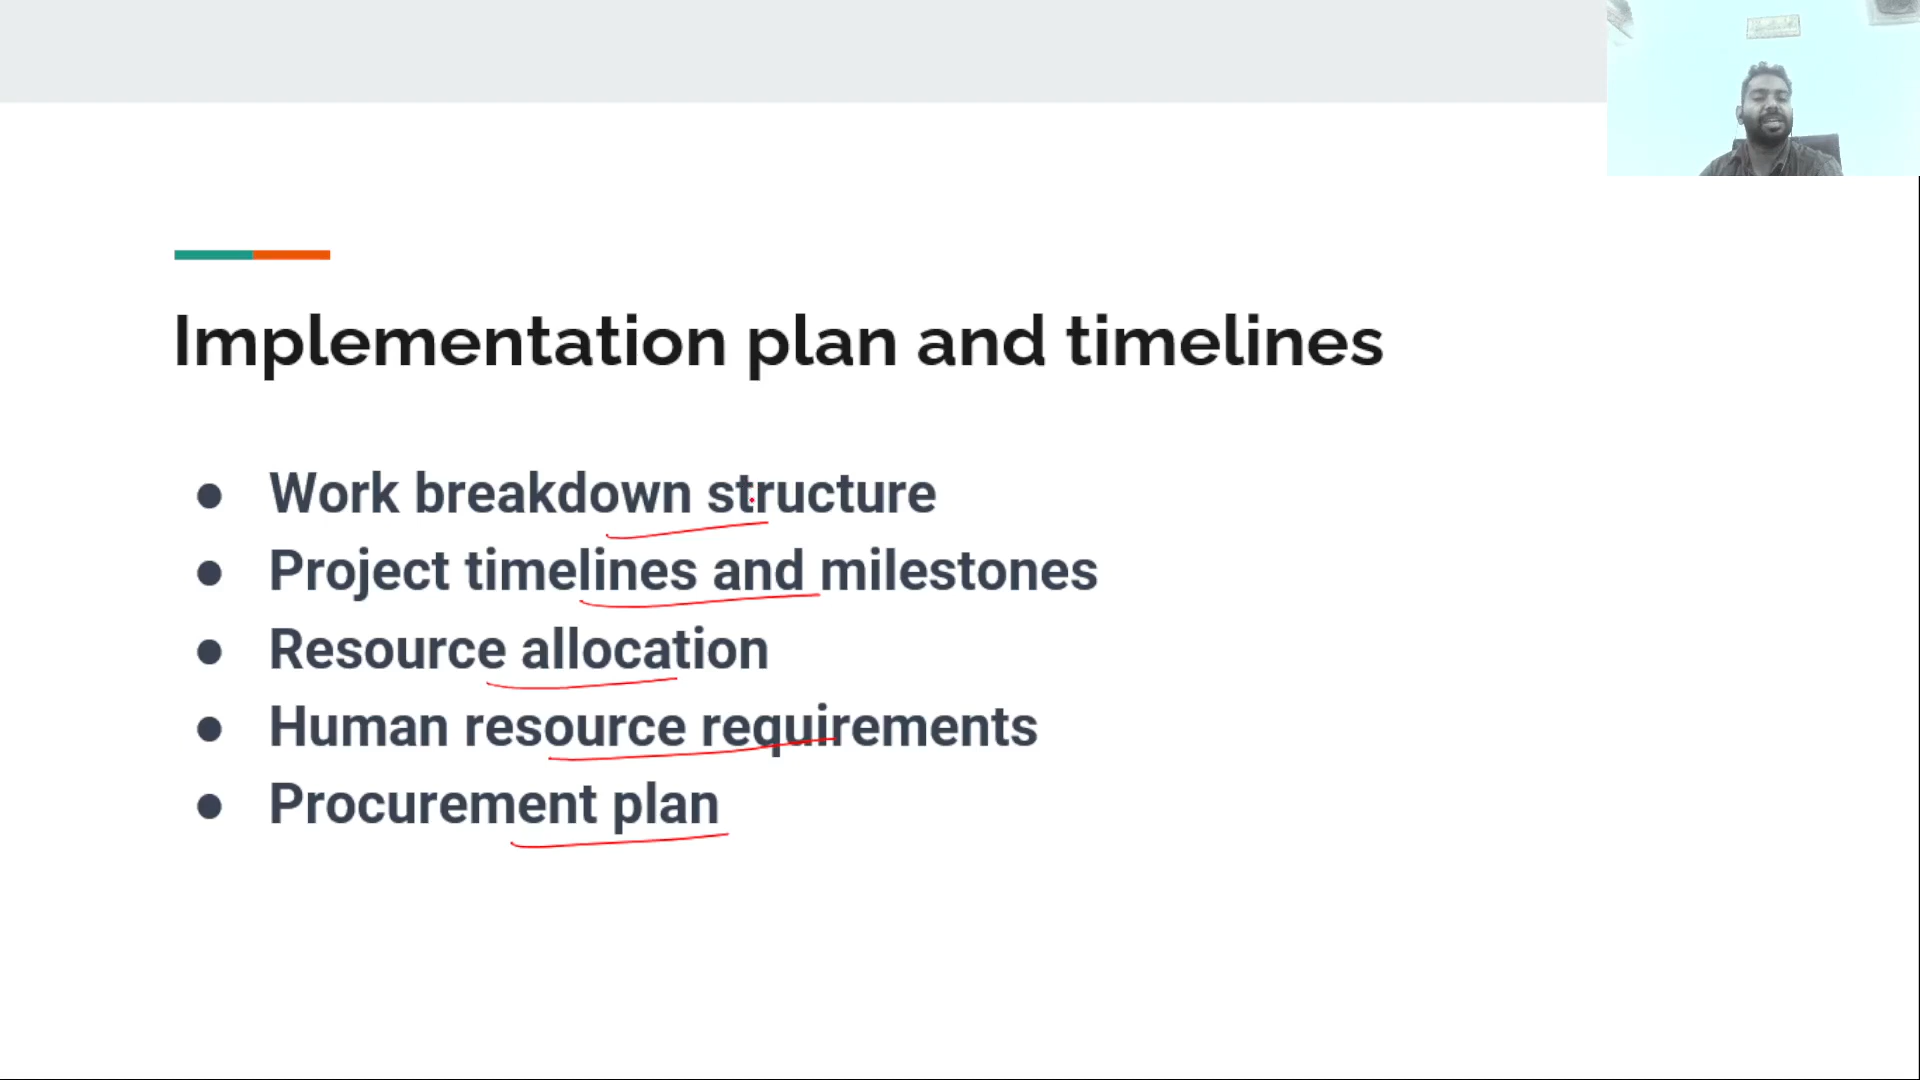 Implementation plan and timelines
● Work breakdown structure
● Project timelines and milestones
● Resource allocation
● Human resource requirements
● Procurement plan